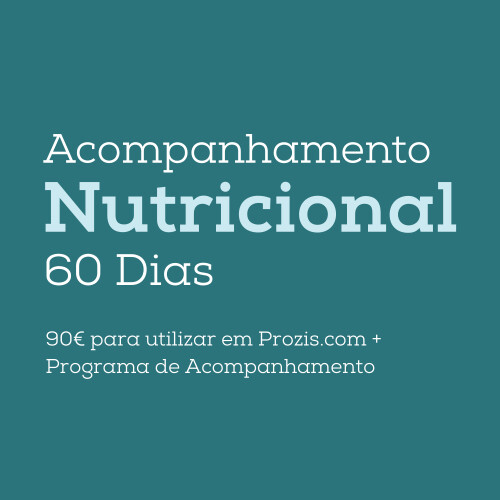 Acompanhamento
Nutricional
60 Dias
90€ para utilizar em Prozis.com +
Programa de Acompanhamento